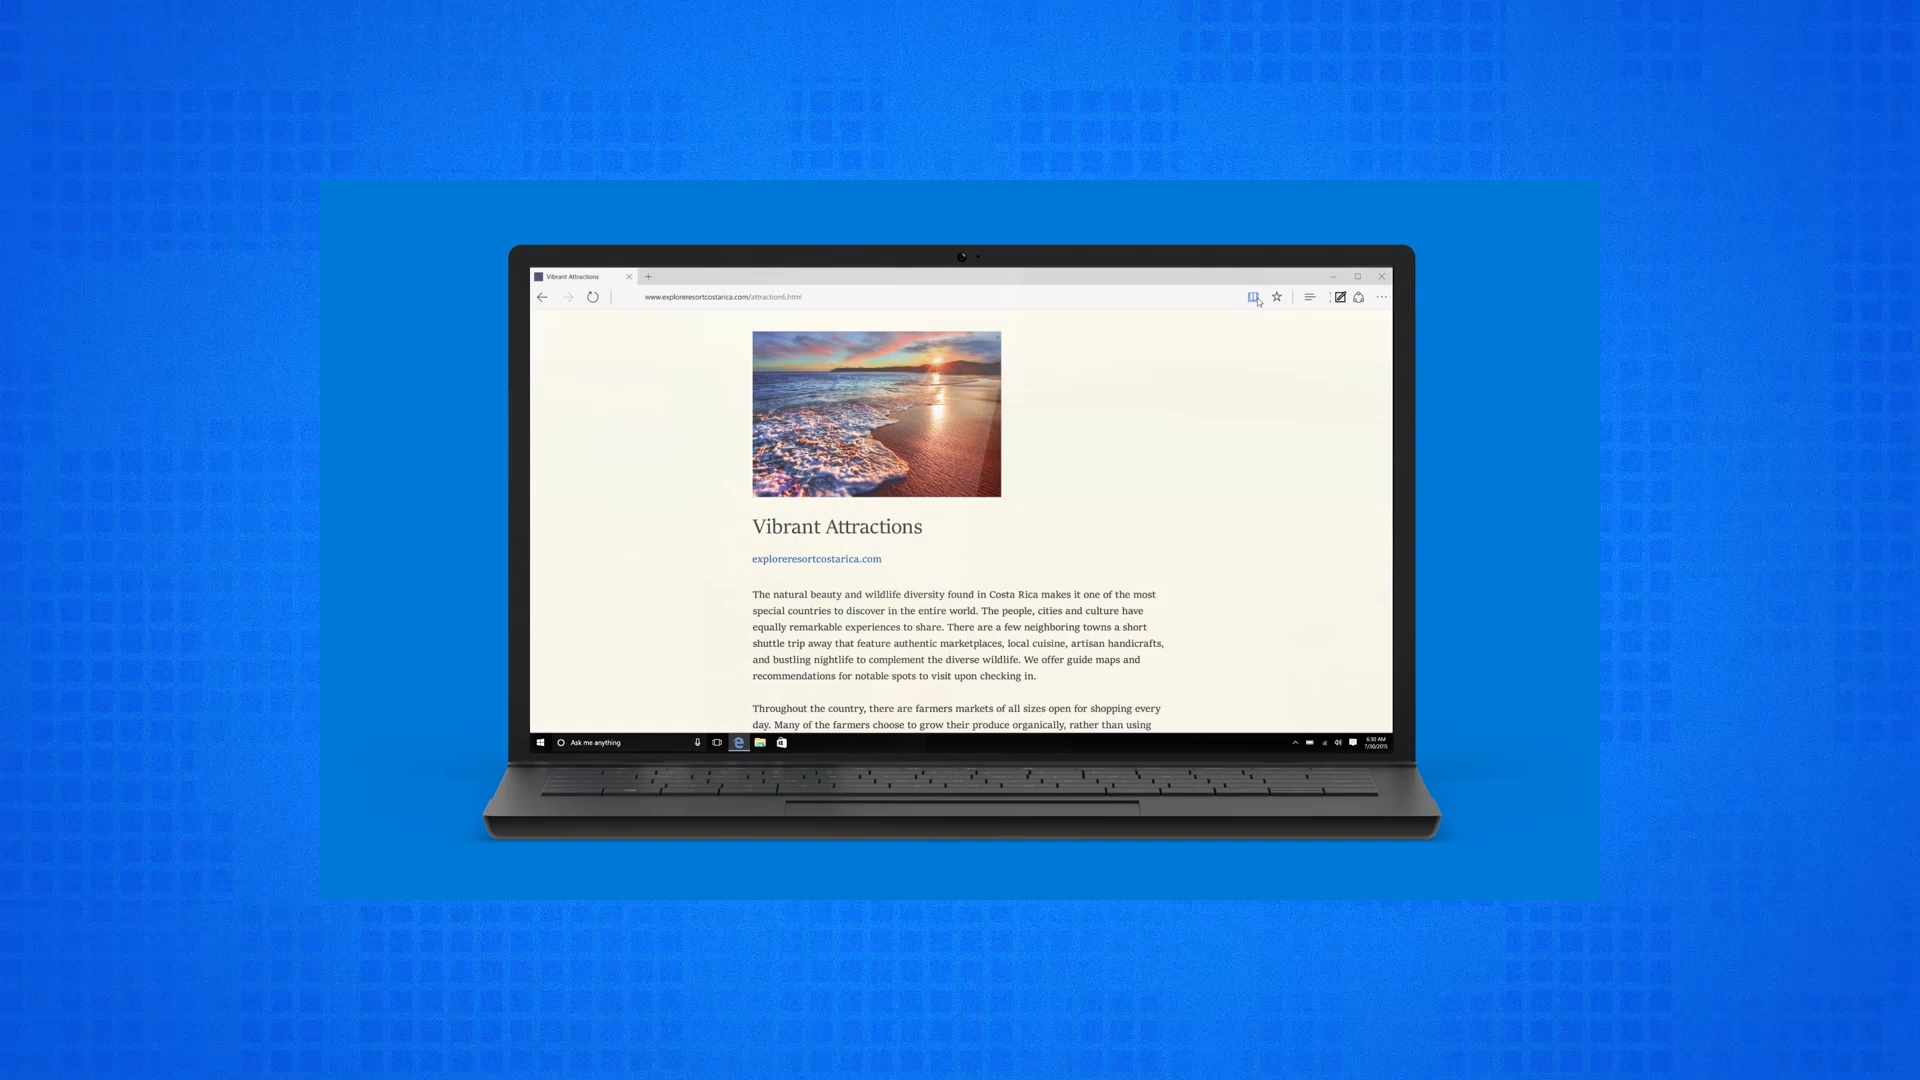 Vibrant Attractions
www.exploreresortcostarica.com/attraction6.html
Vibrant Attractions
exploreresortcostarica.com
The natural beauty and wildlife diversity found in Costa Rica makes it one of the most
special countries to discover in the entire world. The people, cities and culture have
equally remarkable experiences to share. There are a few neighboring towns a short
shuttle trip away that feature authentic marketplaces, local cuisine, artisan handicrafts,
and bustling nightlife to complement the diverse wildlife. We offer guide maps and
recommendations for notable spots to visit upon checking in.
Throughout the country, there are farmers markets of all sizes open for shopping every
day. Many of the farmers choose to grow their produce organically, rather than using
Ask me anything
6:30 AM
7/30/2015